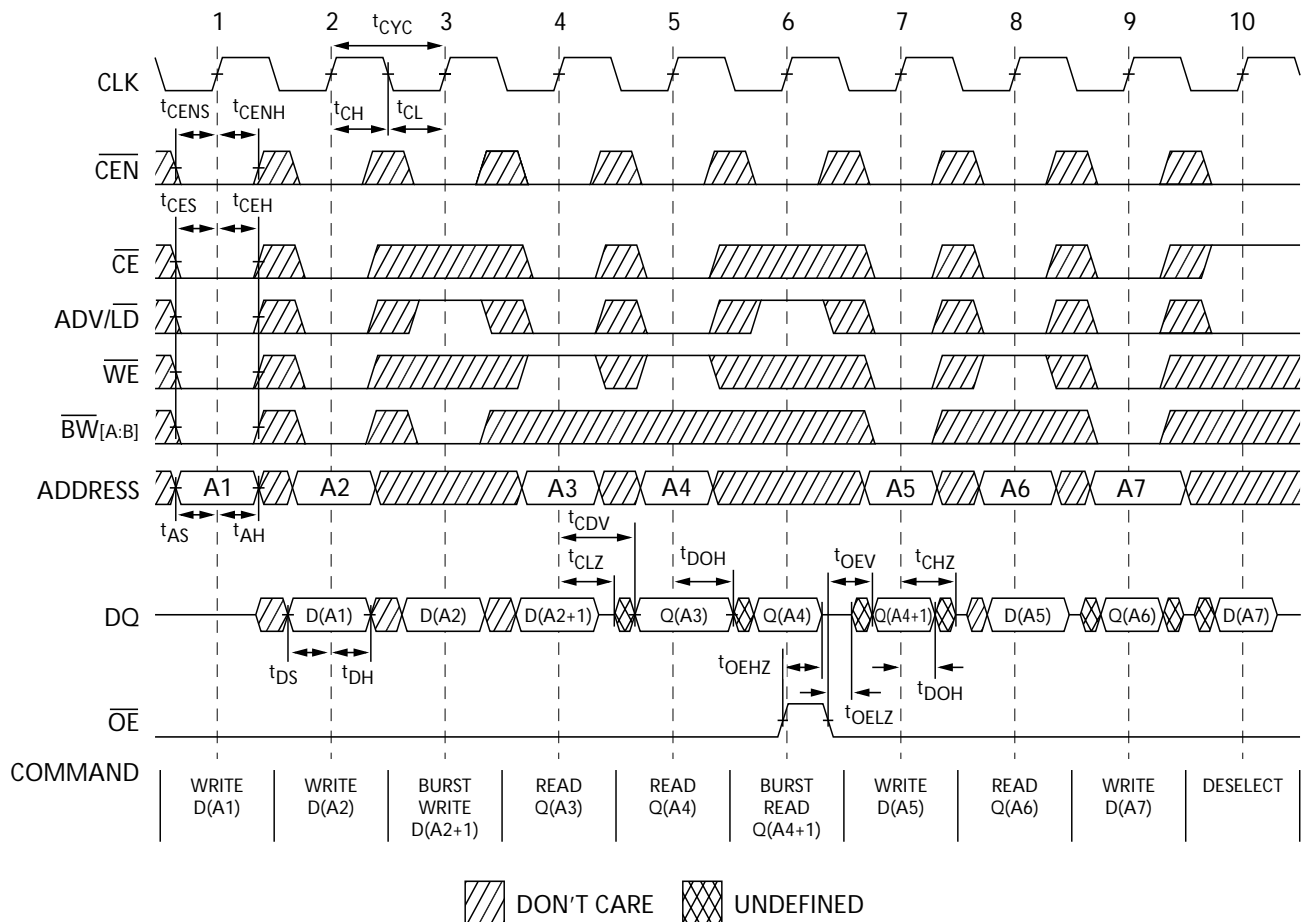 1 2 3 4 5 6 7 8 9 10
tCYC
CLK
tCENS tCENH tCH tCL
CEN
tCES tCEH
CE
ADV/LD
WE
BW[A:B]
ADDRESS A1 A2 A3 A4 A5 A6 A7
tAS tAH tCDV
tCLZ tDOH tOEV tCHZ
DQ D(A1) D(A2) D(A2+1) Q(A3) Q(A4) Q(A4+1) D(A5) Q(A6) D(A7)
tDS tDH tOEHZ tDOH
tOELZ
OE
COMMAND
WRITE D(A1)
WRITE D(A2)
BURST WRITE D(A2+1)
READ Q(A3)
READ Q(A4)
BURST READ Q(A4+1)
WRITE D(A5)
READ Q(A6)
WRITE D(A7)
DESELECT
DON'T CARE UNDEFINED